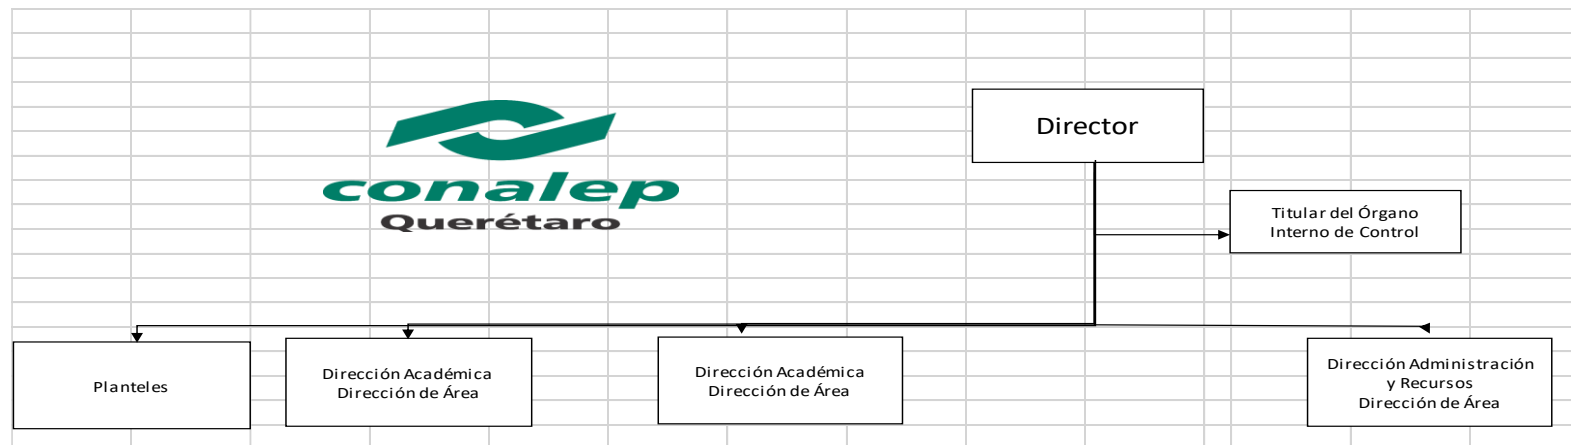 conalep
Querétaro
Director
Titular del Órgano
Interno de Control
Planteles
Dirección Académica
Dirección de Área
Dirección Académica
Dirección de Área
Dirección Administración
y Recursos
Dirección de Área